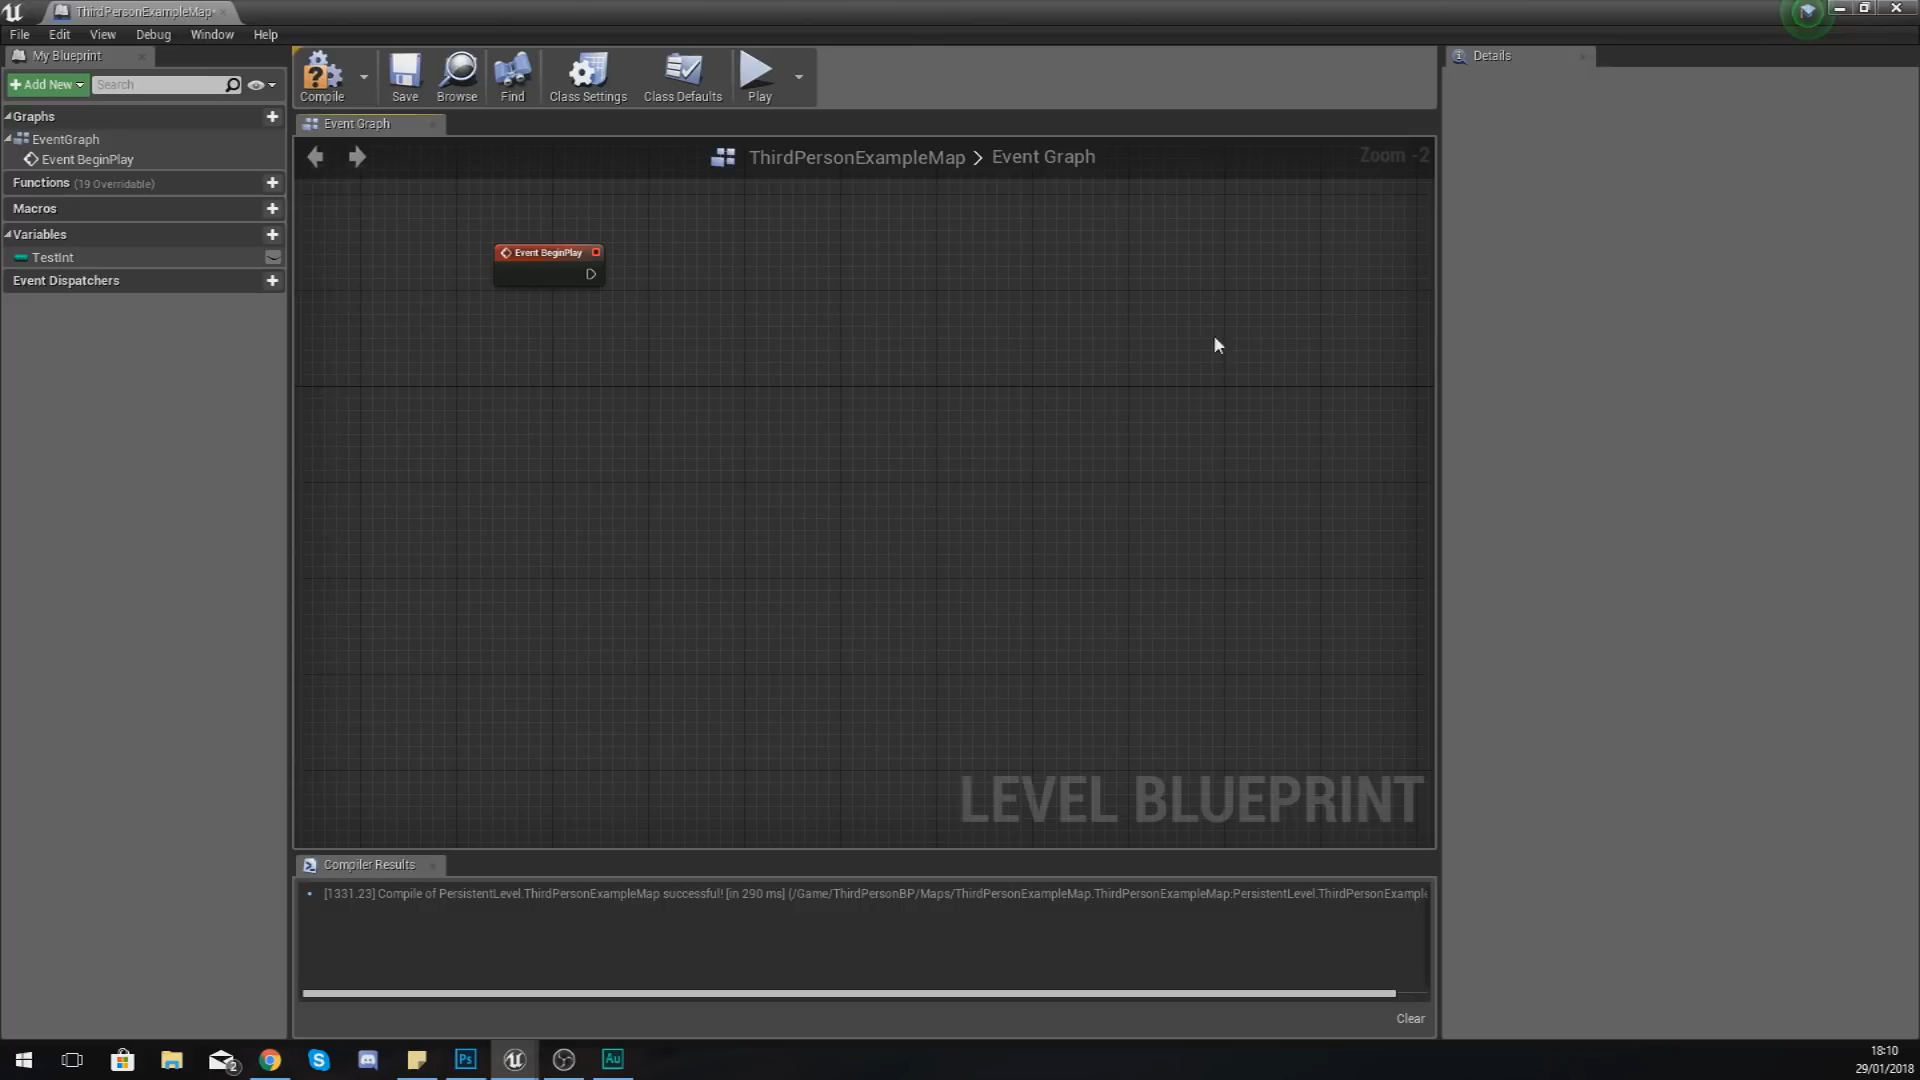 ThirdPersonExampleMap*
File Edit View Debug Window Help
My Blueprint
Details
Add New
Search
Compile
Save
Browse
Find
Class Settings
Class Defaults
Play
Graphs
EventGraph
Event BeginPlay
Functions (19 Overridable)
Macros
Variables
TestInt
Event Dispatchers
Event Graph
ThirdPersonExampleMap > Event Graph
Zoom -2
Event BeginPlay
LEVEL BLUEPRINT
Compiler Results
[1331.23] Compile of PersistentLevel.ThirdPersonExampleMap successful! [in 290 ms] (/Game/ThirdPersonBP/Maps/ThirdPersonExampleMap.ThirdPersonExampleMap:PersistentLevel.ThirdPersonExample
Clear
2
Ps
Au
18:10
29/01/2018